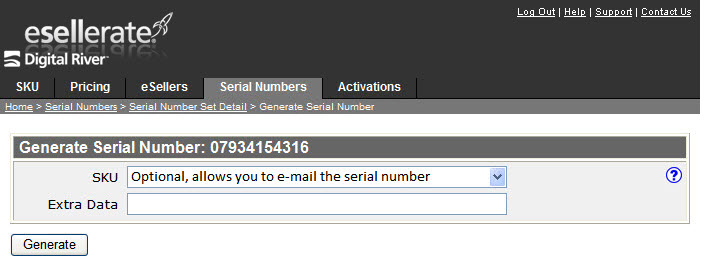 Log Out | Help | Support | Contact Us
esellerate.
Digital River
SKU Pricing eSellers Serial Numbers Activations
Home > Serial Numbers > Serial Number Set Detail > Generate Serial Number
Generate Serial Number: 07934154316
SKU Optional, allows you to e-mail the serial number ?
Extra Data
Generate